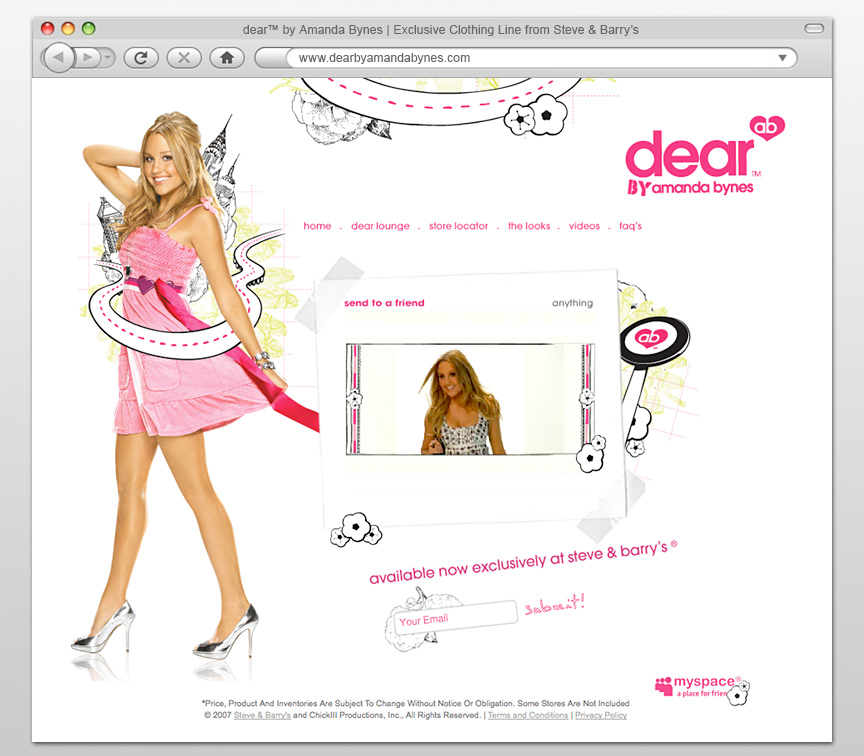 dear™ by Amanda Bynes | Exclusive Clothing Line from Steve & Barry's
www.dearbyamandabynes.com
ab
dear™
BY amanda bynes
home . dear lounge . store locator . the looks . videos . faq's
send to a friend anything
ab
available now exclusively at steve & barry's ®
Your Email submit!
myspace®
a place for frien
*Price, Product And Inventories Are Subject To Change Without Notice Or Obligation. Some Stores Are Not Included
© 2007 Steve & Barry's and ChickIII Productions, Inc., All Rights Reserved. | Terms and Conditions | Privacy Policy